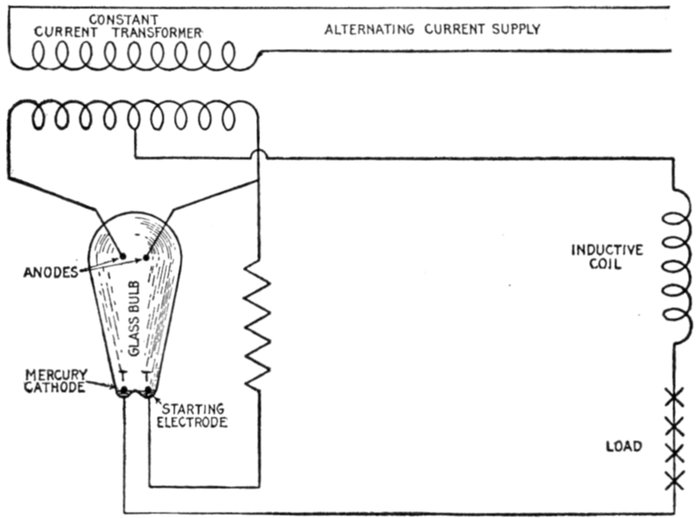 CONSTANT
CURRENT TRANSFORMER
ALTERNATING CURRENT SUPPLY
INDUCTIVE
COIL
ANODES
GLASS BULB
MERCURY
CATHODE
STARTING
ELECTRODE
LOAD